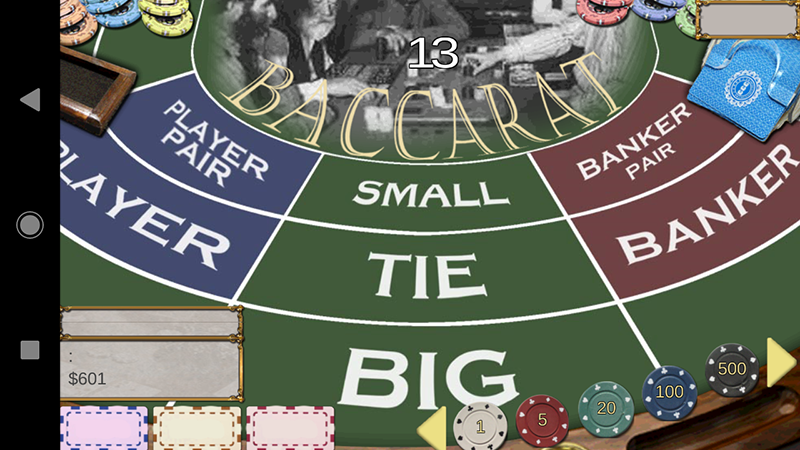 13
BACCARAT
PLAYER
PAIR
SMALL
BANKER
PAIR
PLAYER
TIE
BANKER
BIG
:
$601
1
5
20
100
500